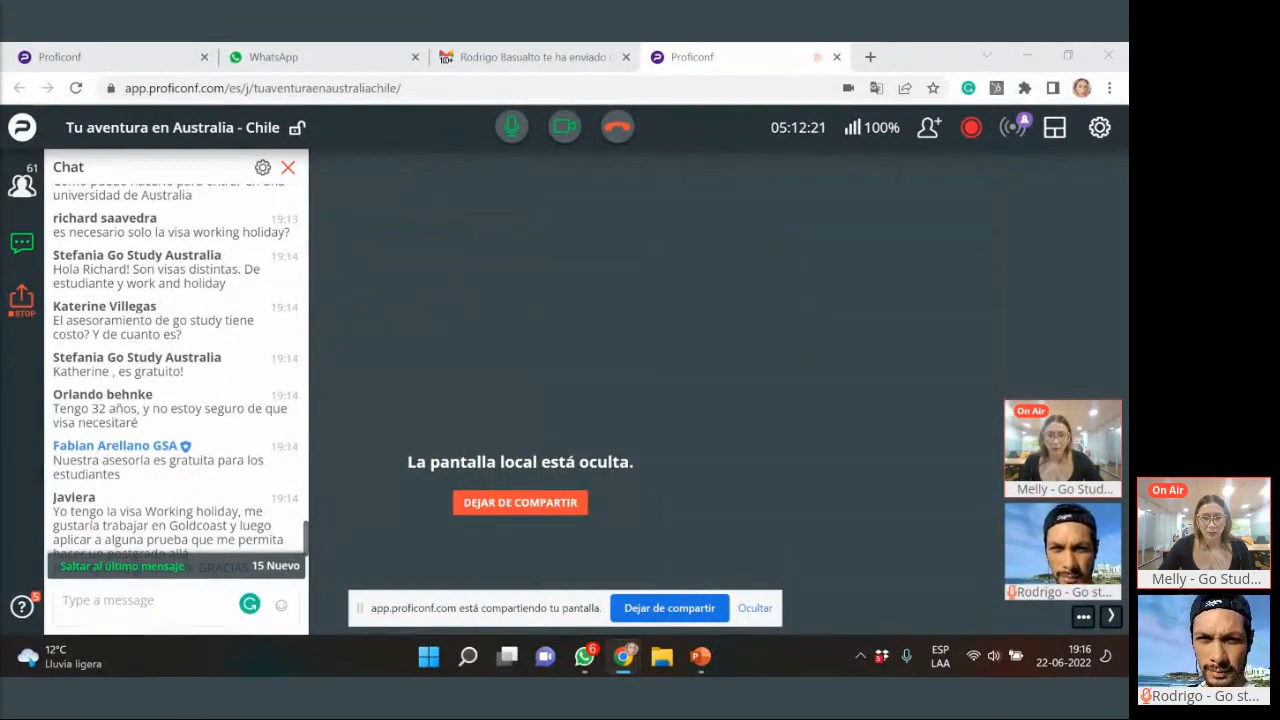 Proficonf
WhatsApp
Rodrigo Basualto te ha enviado
Proficonf
app.proficonf.com/es/j/tuaventuraenaustraliachile/
Tu aventura en Australia - Chile
05:12:21
100%
61
Chat
universidad de Australia
richard saavedra 19:13
es necesario solo la visa working holiday?
Stefania Go Study Australia 19:14
Hola Richard! Son visas distintas. De
estudiante y work and holiday
Katerine Villegas 19:14
El asesoramiento de go study tiene
costo? Y de cuanto es?
Stefania Go Study Australia 19:14
Katherine , es gratuito!
Orlando behnke 19:14
Tengo 32 años, y no estoy seguro de que
visa necesitaré
Fabian Arellano GSA 19:14
Nuestra asesoría es gratuita para los
estudiantes
Javiera 19:14
Yo tengo la visa Working holiday, me
gustaría trabajar en Goldcoast y luego
aplicar a alguna prueba que me permita
hacer un postgrado allá
GRACIAS
Saltar al último mensaje 15 Nuevo
Type a message
STOP
5
La pantalla local está oculta.
DEJAR DE COMPARTIR
app.proficonf.com está compartiendo tu pantalla. Dejar de compartir Ocultar
On Air
Melly - Go Stud...
Rodrigo - Go st...
On Air
Melly - Go Stud...
Rodrigo - Go st...
12°C
Lluvia ligera
6
ESP
LAA
19:16
22-06-2022